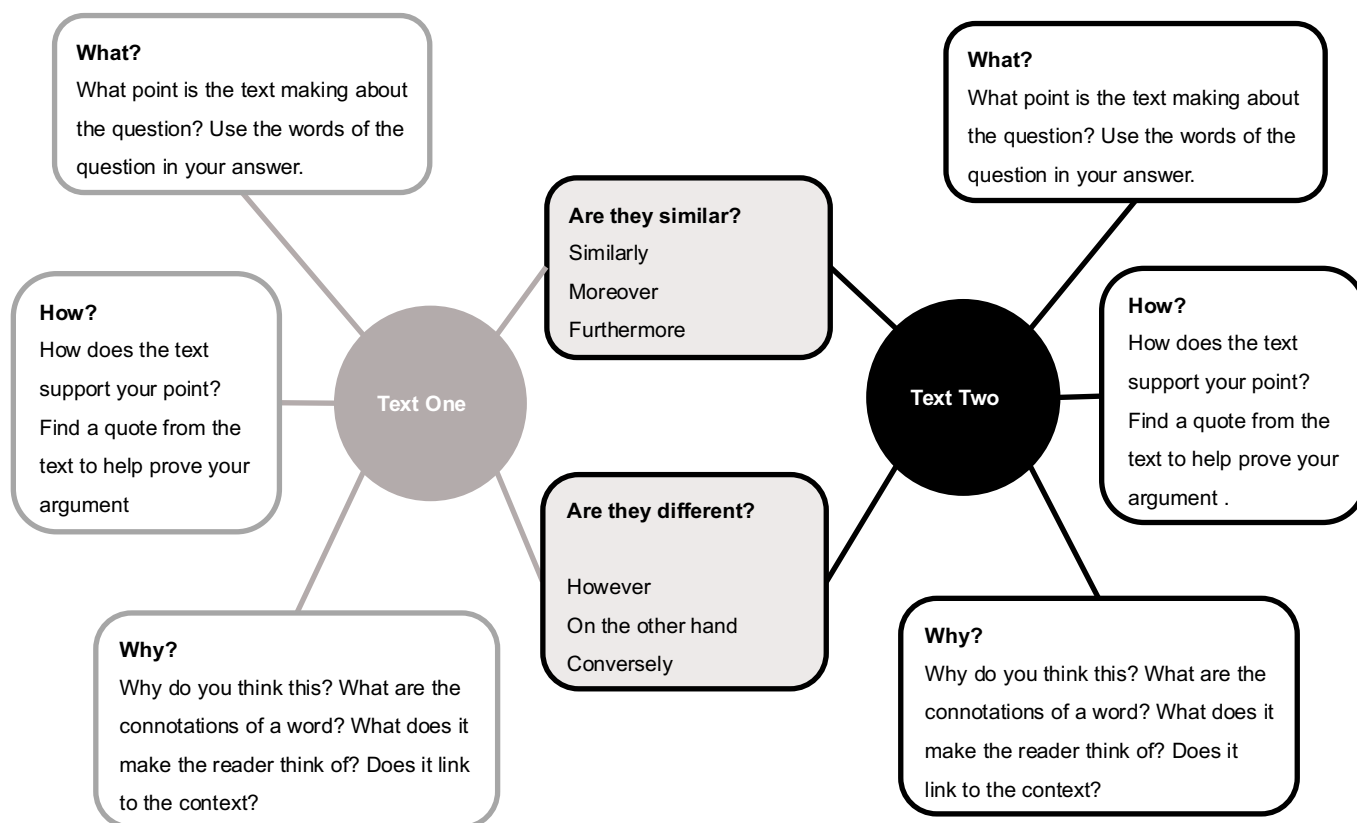 What?
What point is the text making about
the question? Use the words of the
question in your answer.
How?
How does the text
support your point?
Find a quote from the
text to help prove your
argument
Why?
Why do you think this? What are the
connotations of a word? What does it
make the reader think of? Does it link
to the context?
Text One
Are they similar?
Similarly
Moreover
Furthermore
Are they different?
However
On the other hand
Conversely
Text Two
What?
What point is the text making about
the question? Use the words of the
question in your answer.
How?
How does the text
support your point?
Find a quote from the
text to help prove your
argument .
Why?
Why do you think this? What are the
connotations of a word? What does it
make the reader think of? Does it
link to the context?